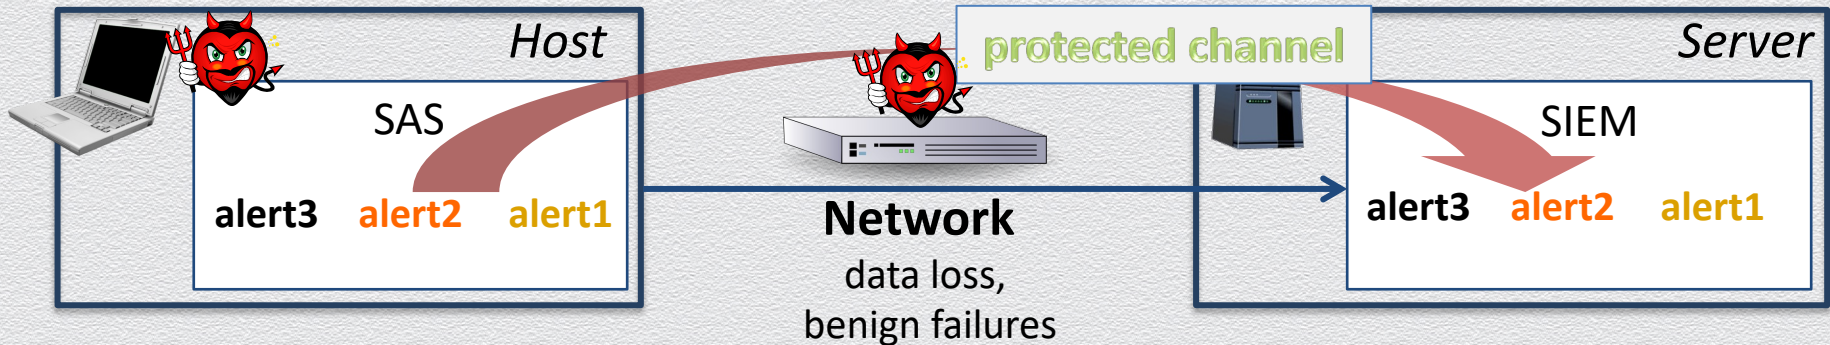 Host
protected channel
Server
SAS
SIEM
alert3 alert2 alert1
Network
data loss,
benign failures
alert3 alert2 alert1